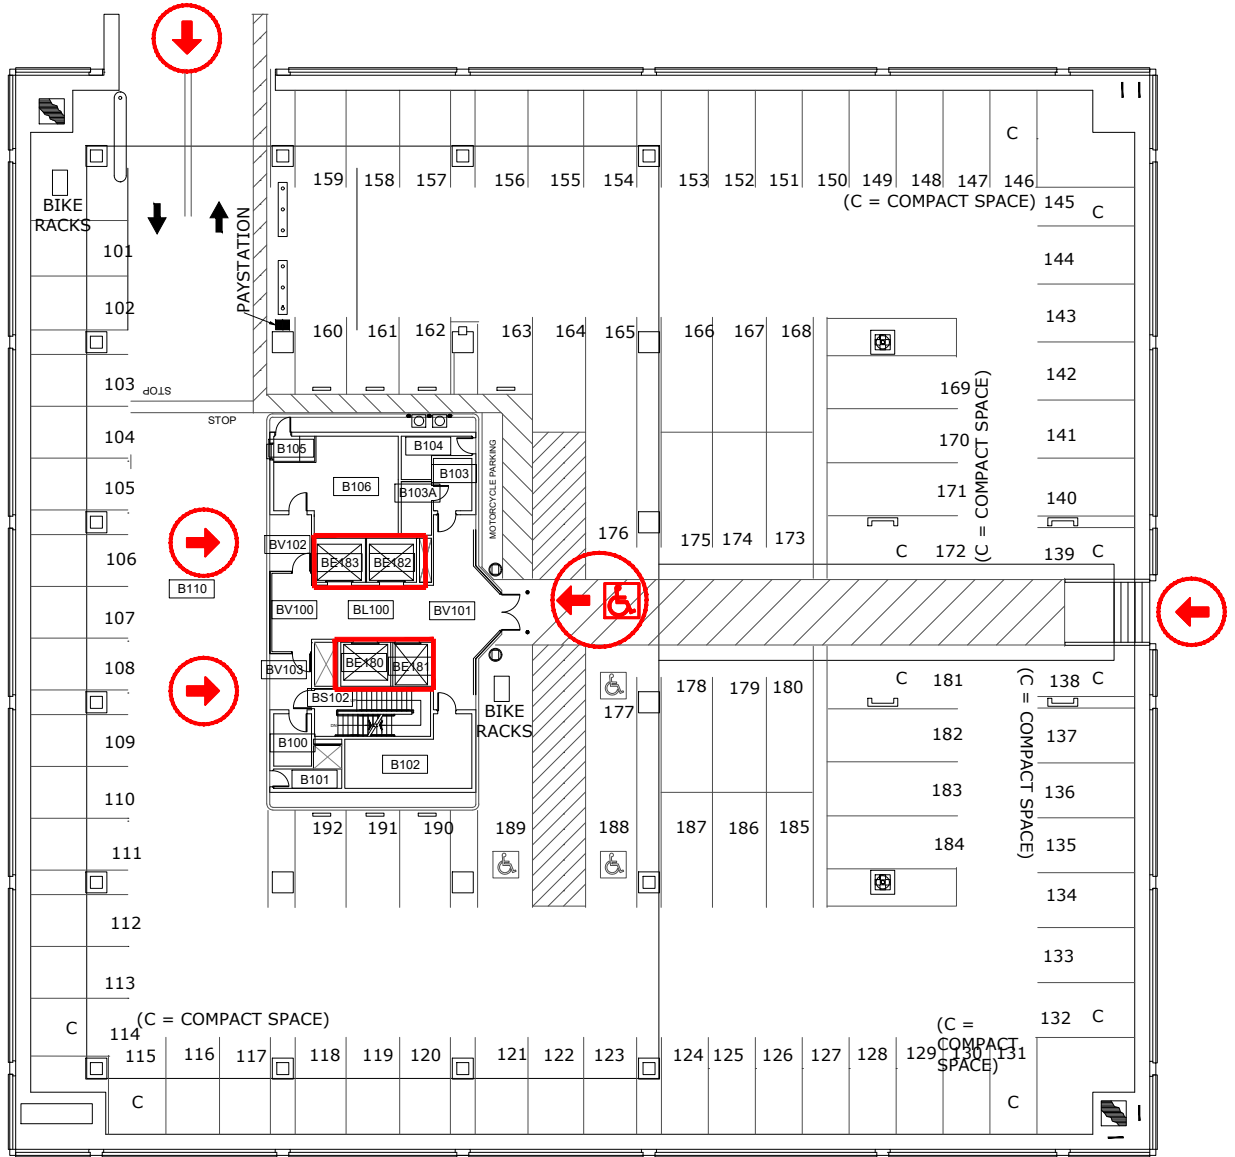 C
159 158 157 156 155 154 153 152 151 150 149 148 147 146
(C = COMPACT SPACE)
145 C
BIKE
RACKS
PAYSTATION
101
144
102
143
160 161 162 163 164 165 166 167 168
103
STOP
142
169
(C = COMPACT SPACE)
STOP
104
170
141
B105
B104
MOTORCYCLE PARKING
B103
B106
B103A
105
171
140
176
175 174 173
C 172
139 C
BV102
106
BE183 BE182
B110
BV100
BL100
BV101
107
BV103
108
BE180 BE181
BS102
DN
BIKE
RACKS
177
178 179 180
C 181
138 C
(C = COMPACT SPACE)
109
B100
B102
B101
182
137
110
183
136
192 191 190 189 188 187 186 185
111
184
135
134
112
133
113
C
114
(C = COMPACT SPACE)
132 C
(C =
COMPACT
SPACE)
115 116 117 118 119 120 121 122 123 124 125 126 127 128 129 130 131
C
C